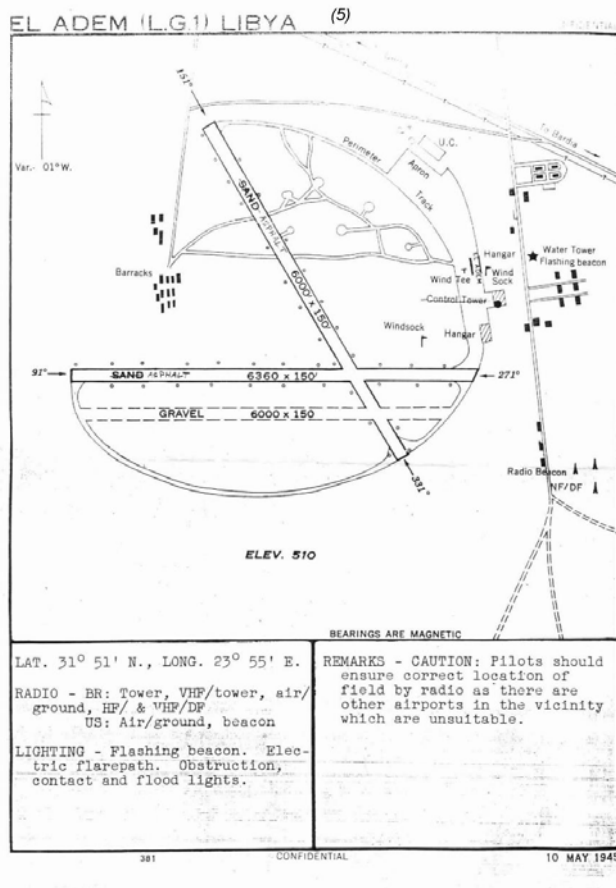 EL ADEM (L.G.1) LIBYA
(5)
151°
Var.- 01°W.
To Bardia
U.C.
Perimeter
Apron
Track
SAND ASPHALT
6000' x 150'
Hangar
Water Tower
Flashing beacon
Wind Tee
Wind
Sock
Control Tower
Barracks
Windsock
Hangar
91°
SAND ASPHALT 6360 x 150'
271°
GRAVEL 6000 x 150
331°
Radio Beacon
NF/DF
ELEV. 510
BEARINGS ARE MAGNETIC
LAT. 31° 51' N., LONG. 23° 55' E.
RADIO - BR: Tower, VHF/tower, air/
ground, HF/ & VHF/DF
US: Air/ground, beacon
LIGHTING - Flashing beacon. Elec-
tric flarepath. Obstruction,
contact and flood lights.
REMARKS - CAUTION: Pilots should
ensure correct location of
field by radio as there are
other airports in the vicinity
which are unsuitable.
381
CONFIDENTIAL
10 MAY 1945